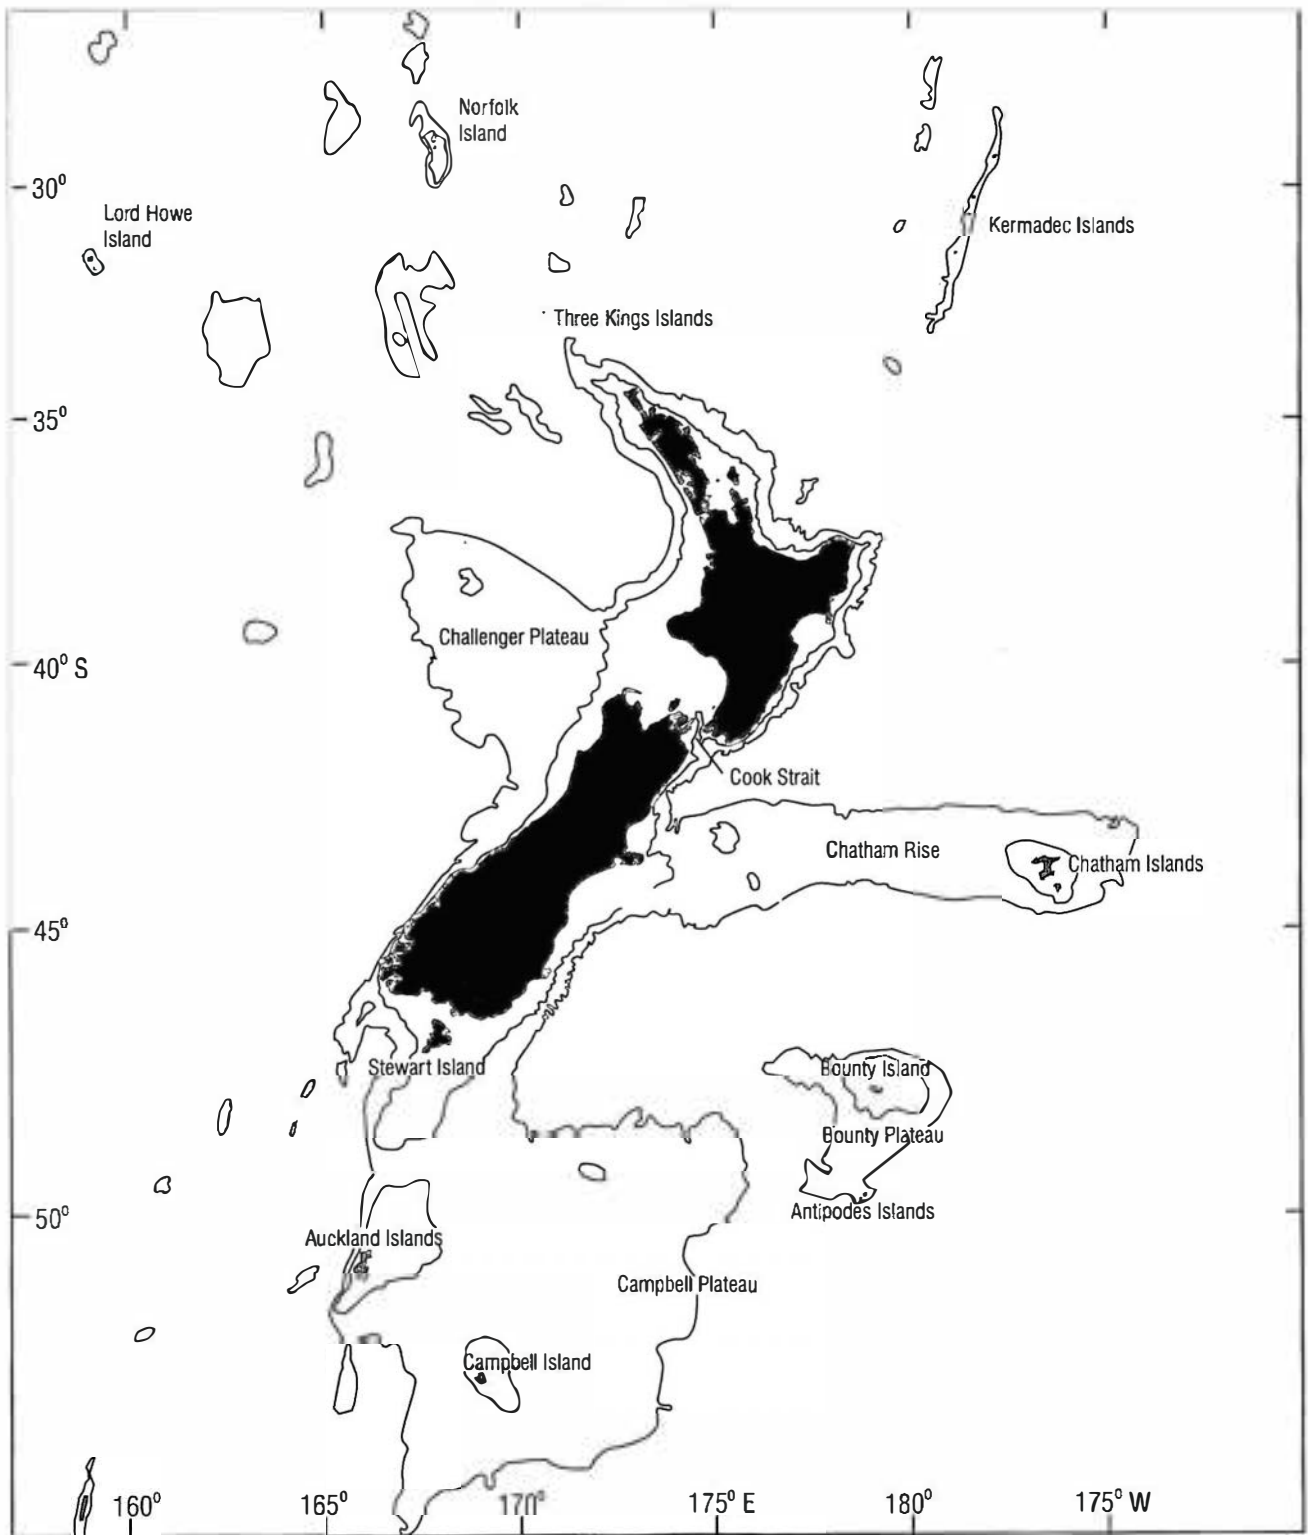 Norfolk
Island
30°
Lord Howe
Island
Kermadec Islands
Three Kings Islands
35°
Challenger Plateau
40° S
Cook Strait
Chatham Rise
Chatham Islands
45°
Stewart Island
Bounty Island
Bounty Plateau
Antipodes Islands
50°
Auckland Islands
Campbell Plateau
Campbell Island
160° 165° 170° 175° E 180° 175° W